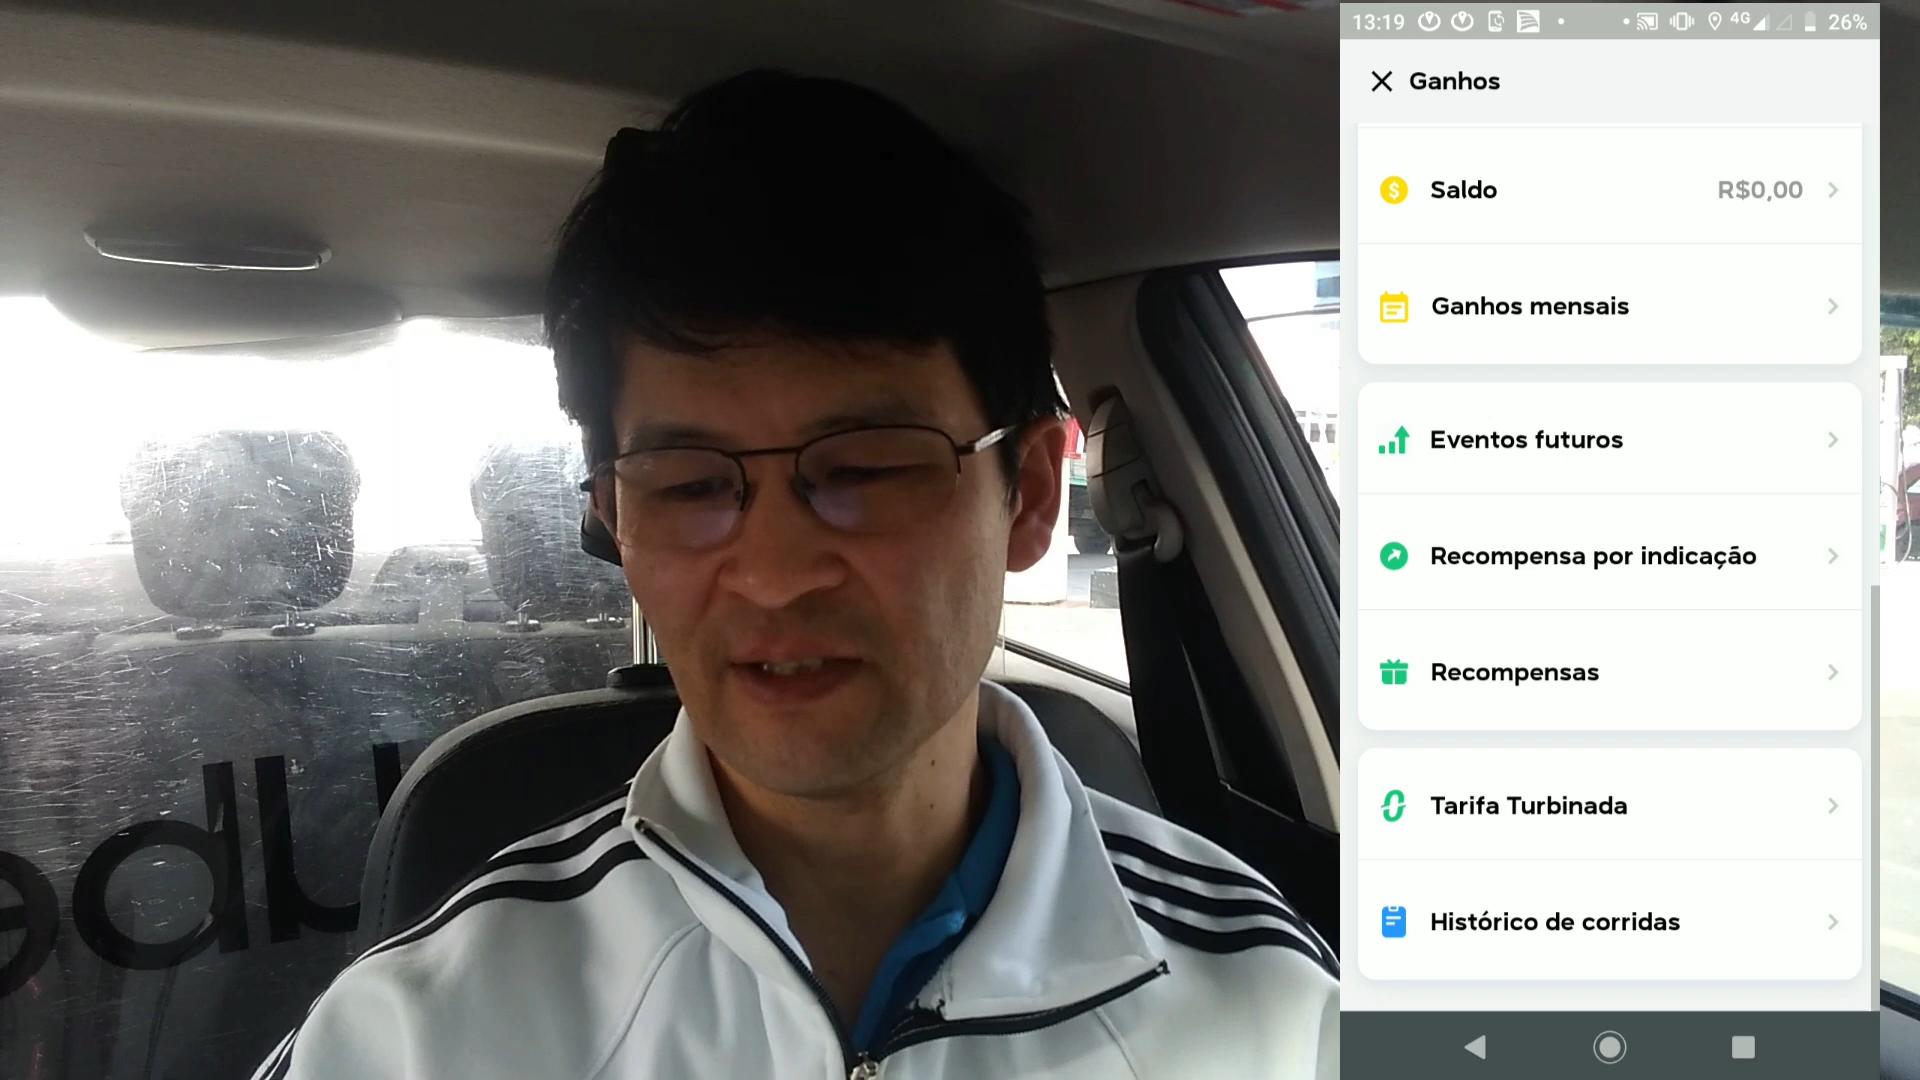 13:19
4G
26%
Ganhos
Saldo
R$0,00
Ganhos mensais
Eventos futuros
Recompensa por indicação
Recompensas
Tarifa Turbinada
Histórico de corridas